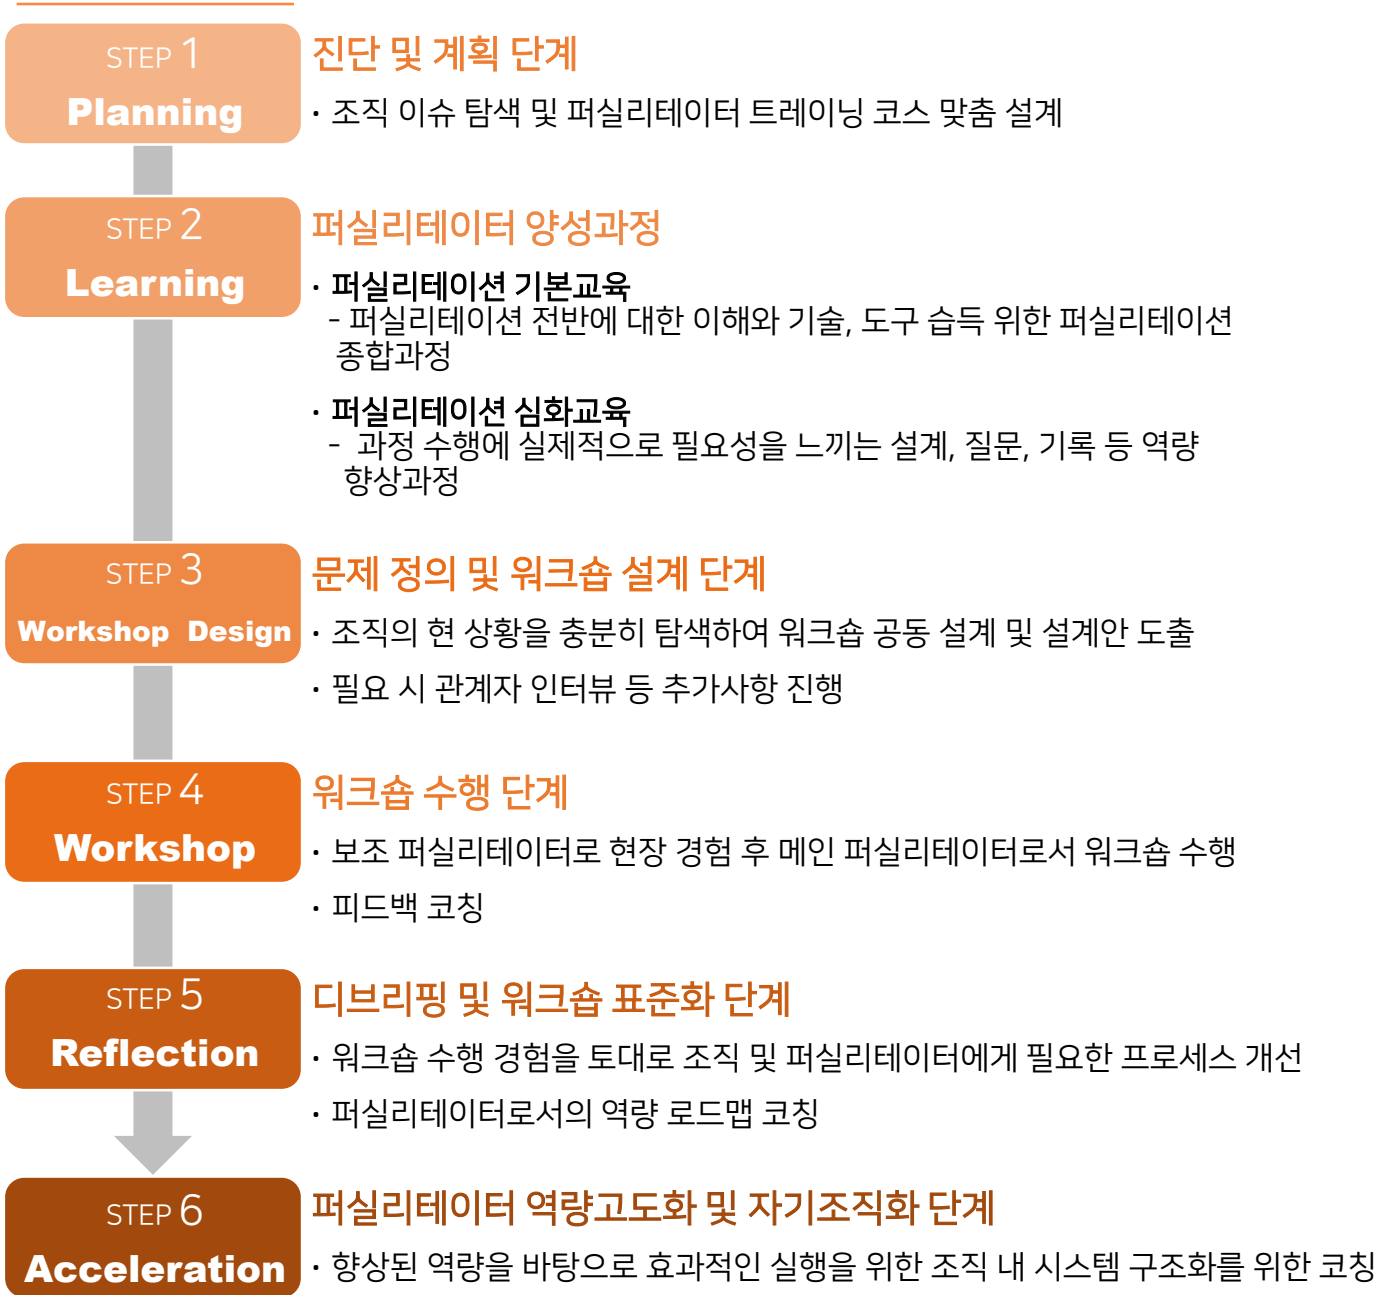 STEP 1
Planning
진단 및 계획 단계
· 조직 이슈 탐색 및 퍼실리테이터 트레이닝 코스 맞춤 설계
STEP 2
Learning
퍼실리테이터 양성과정
· 퍼실리테이션 기본교육
- 퍼실리테이션 전반에 대한 이해와 기술, 도구 습득 위한 퍼실리테이션
종합과정
· 퍼실리테이션 심화교육
- 과정 수행에 실제적으로 필요성을 느끼는 설계, 질문, 기록 등 역량
향상과정
STEP 3
Workshop Design
문제 정의 및 워크숍 설계 단계
· 조직의 현 상황을 충분히 탐색하여 워크숍 공동 설계 및 설계안 도출
· 필요 시 관계자 인터뷰 등 추가사항 진행
STEP 4
Workshop
워크숍 수행 단계
· 보조 퍼실리테이터로 현장 경험 후 메인 퍼실리테이터로서 워크숍 수행
· 피드백 코칭
STEP 5
Reflection
디브리핑 및 워크숍 표준화 단계
· 워크숍 수행 경험을 토대로 조직 및 퍼실리테이터에게 필요한 프로세스 개선
· 퍼실리테이터로서의 역량 로드맵 코칭
STEP 6
Acceleration
퍼실리테이터 역량고도화 및 자기조직화 단계
· 향상된 역량을 바탕으로 효과적인 실행을 위한 조직 내 시스템 구조화를 위한 코칭